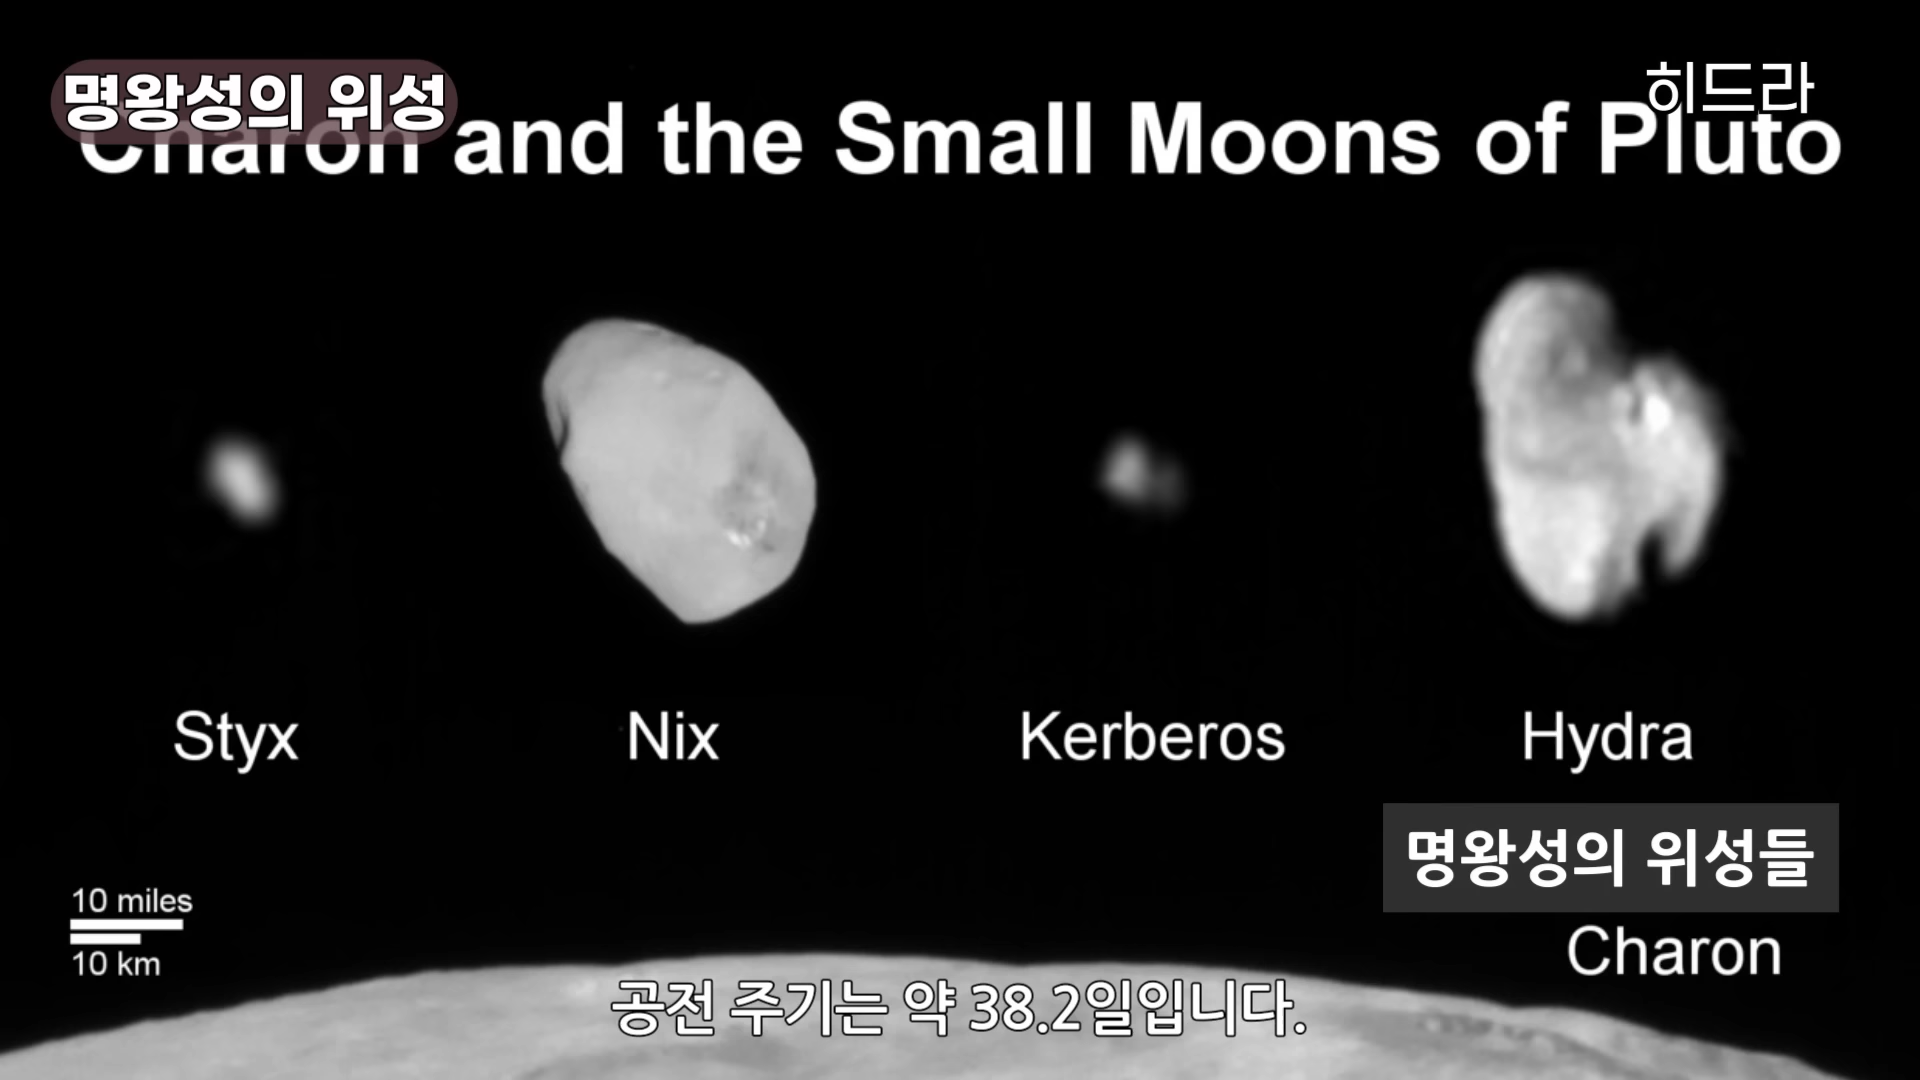 명왕성의 위성
히드라
Charon and the Small Moons of Pluto
Styx
Nix
Kerberos
Hydra
명왕성의 위성들
10 miles
10 km
Charon
공전 주기는 약 38.2일입니다.